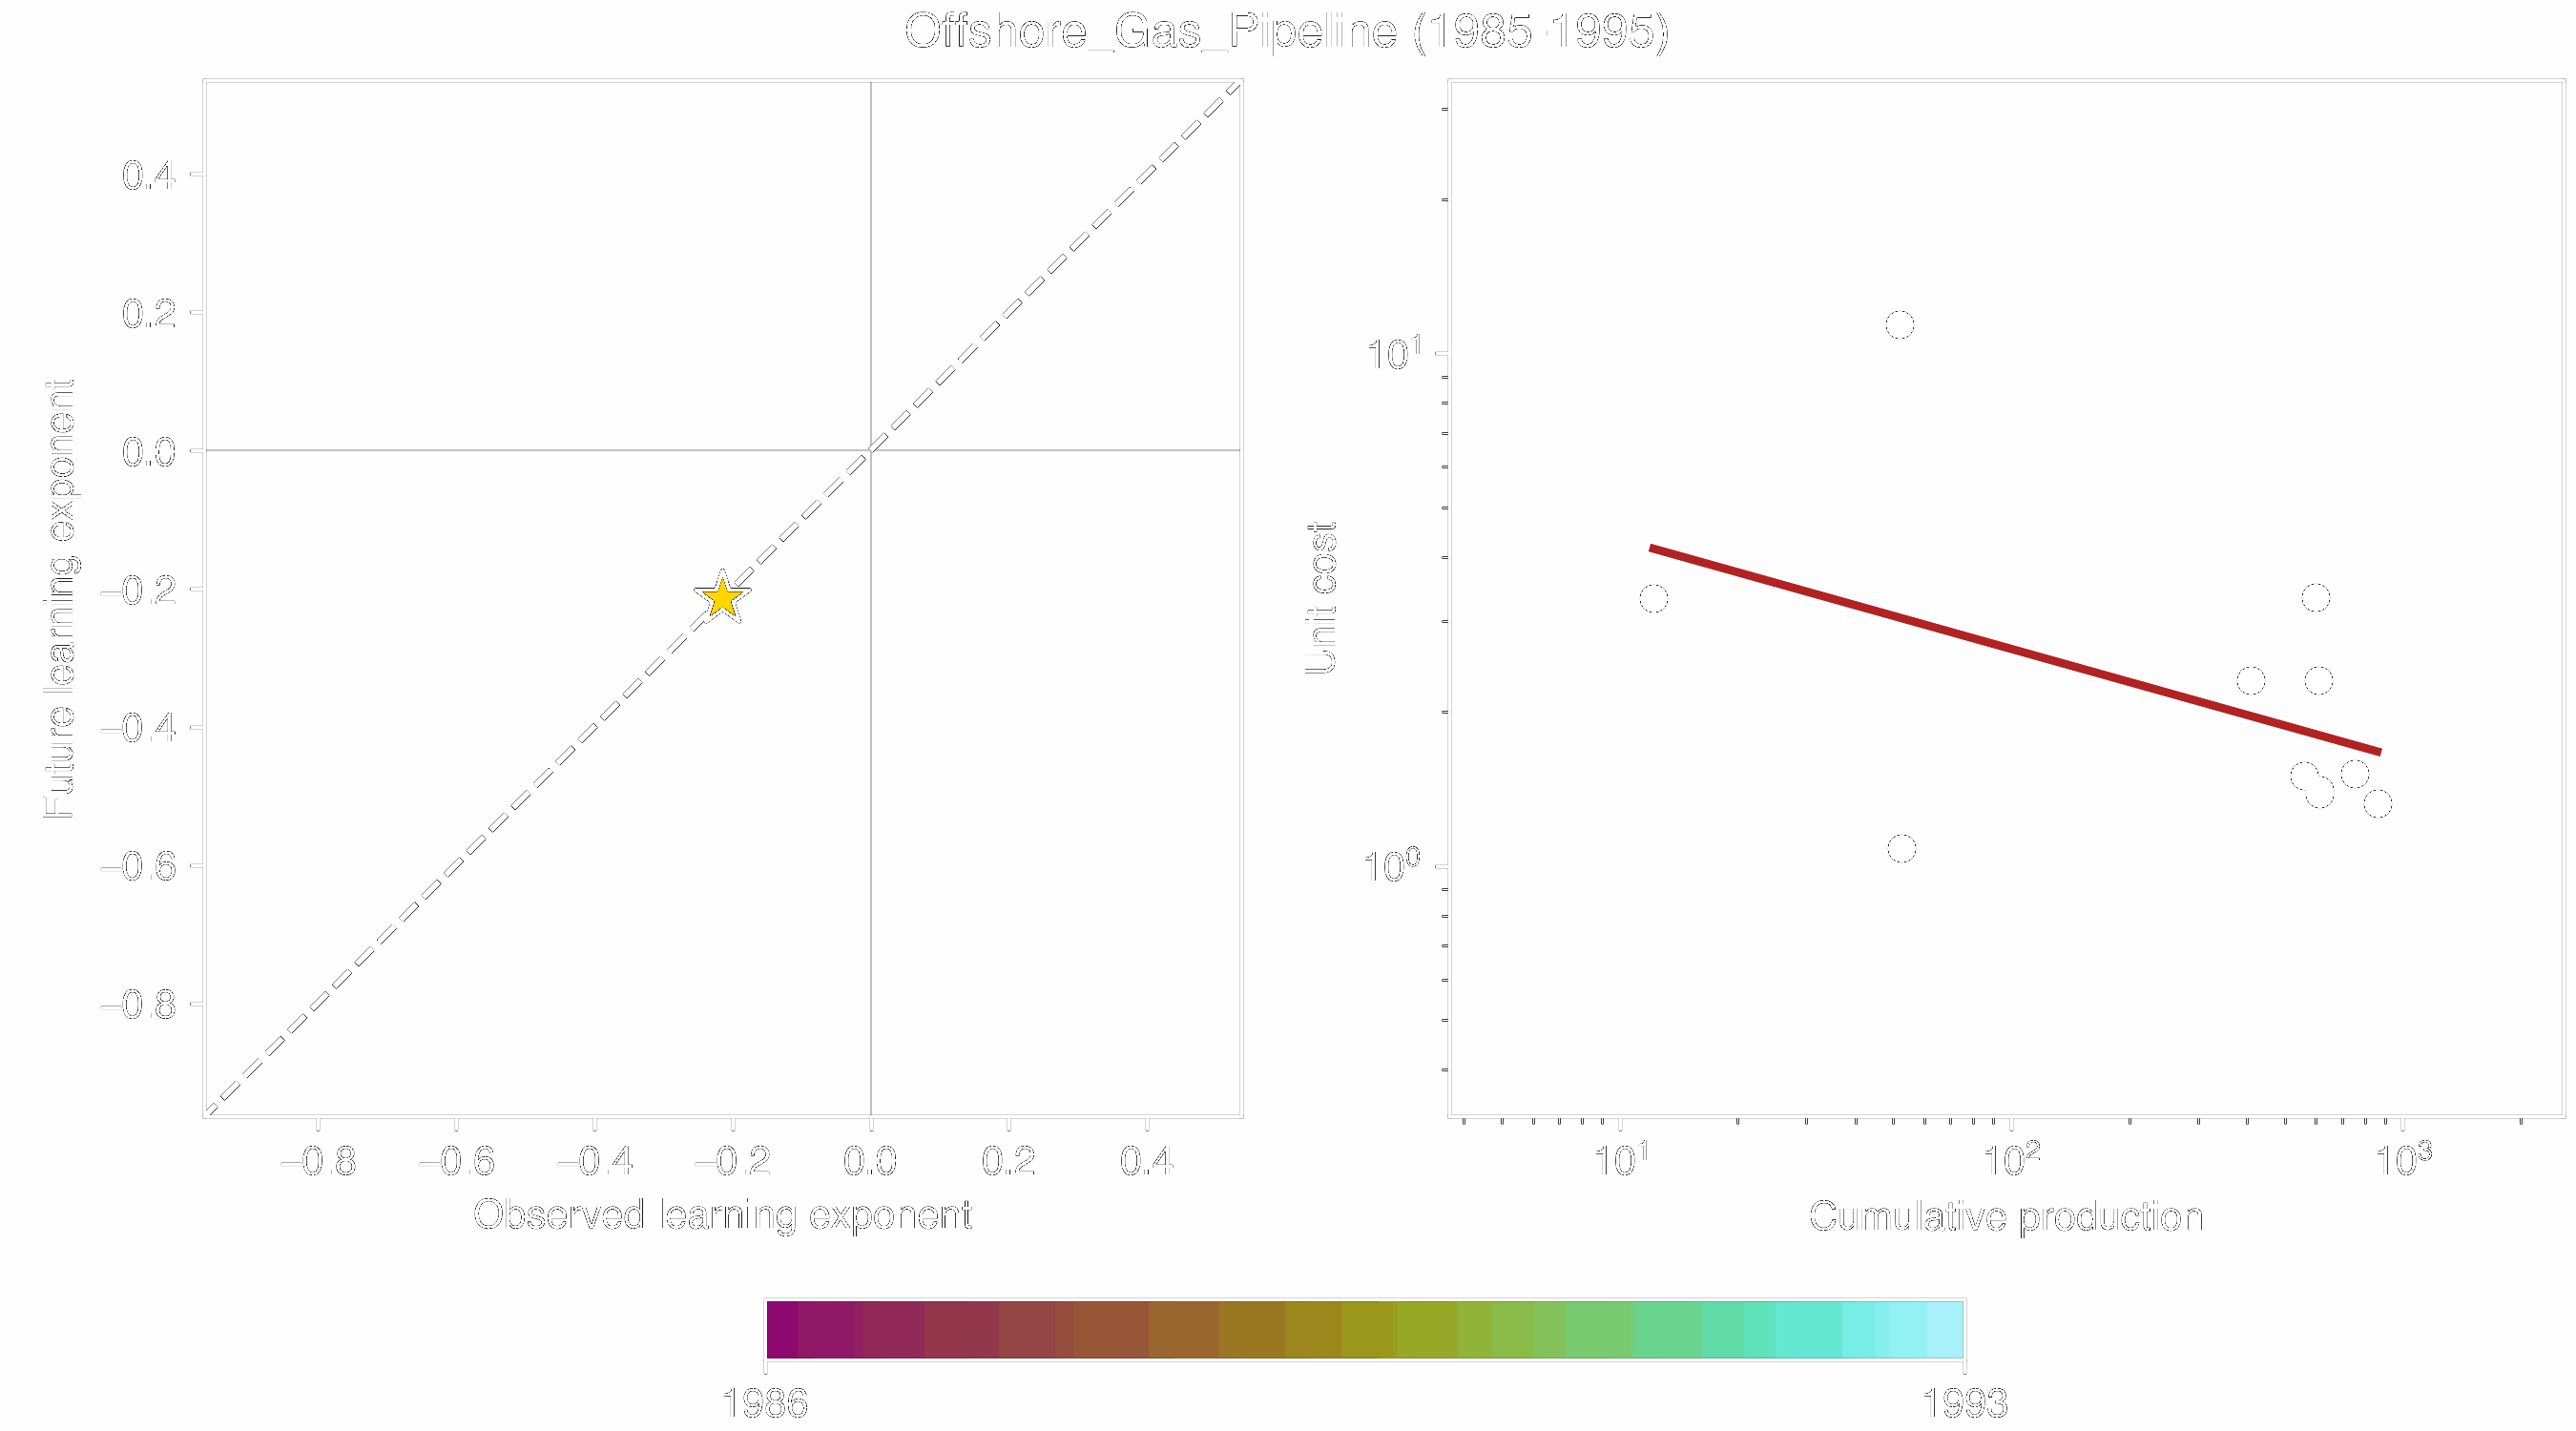 Offshore_Gas_Pipeline (1985-1995)
Future learning exponent
0.4
0.2
0.0
−0.2
−0.4
−0.6
−0.8
−0.8 −0.6 −0.4 −0.2 0.0 0.2 0.4
Observed learning exponent
Unit cost
10¹
10⁰
10¹ 10² 10³
Cumulative production
1986 1993